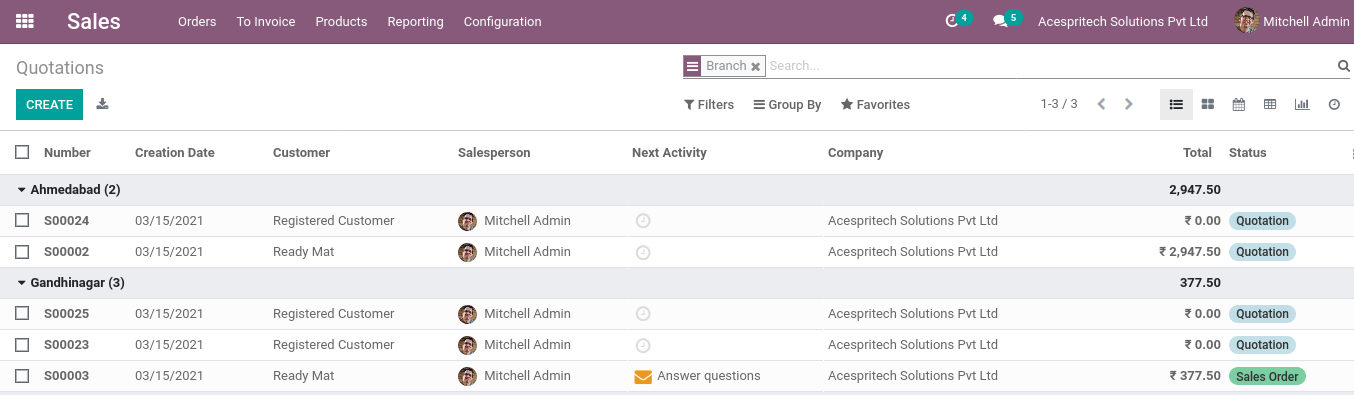 Sales Orders To Invoice Products Reporting Configuration 4 5 Acespritech Solutions Pvt Ltd Mitchell Admin
Quotations Branch Search...
CREATE Filters Group By Favorites 1-3 / 3
Number Creation Date Customer Salesperson Next Activity Company Total Status
Ahmedabad (2) 2,947.50
S00024 03/15/2021 Registered Customer Mitchell Admin Acespritech Solutions Pvt Ltd ₹ 0.00 Quotation
S00002 03/15/2021 Ready Mat Mitchell Admin Acespritech Solutions Pvt Ltd ₹ 2,947.50 Quotation
Gandhinagar (3) 377.50
S00025 03/15/2021 Registered Customer Mitchell Admin Acespritech Solutions Pvt Ltd ₹ 0.00 Quotation
S00023 03/15/2021 Registered Customer Mitchell Admin Acespritech Solutions Pvt Ltd ₹ 0.00 Quotation
S00003 03/15/2021 Ready Mat Mitchell Admin Answer questions Acespritech Solutions Pvt Ltd ₹ 377.50 Sales Order